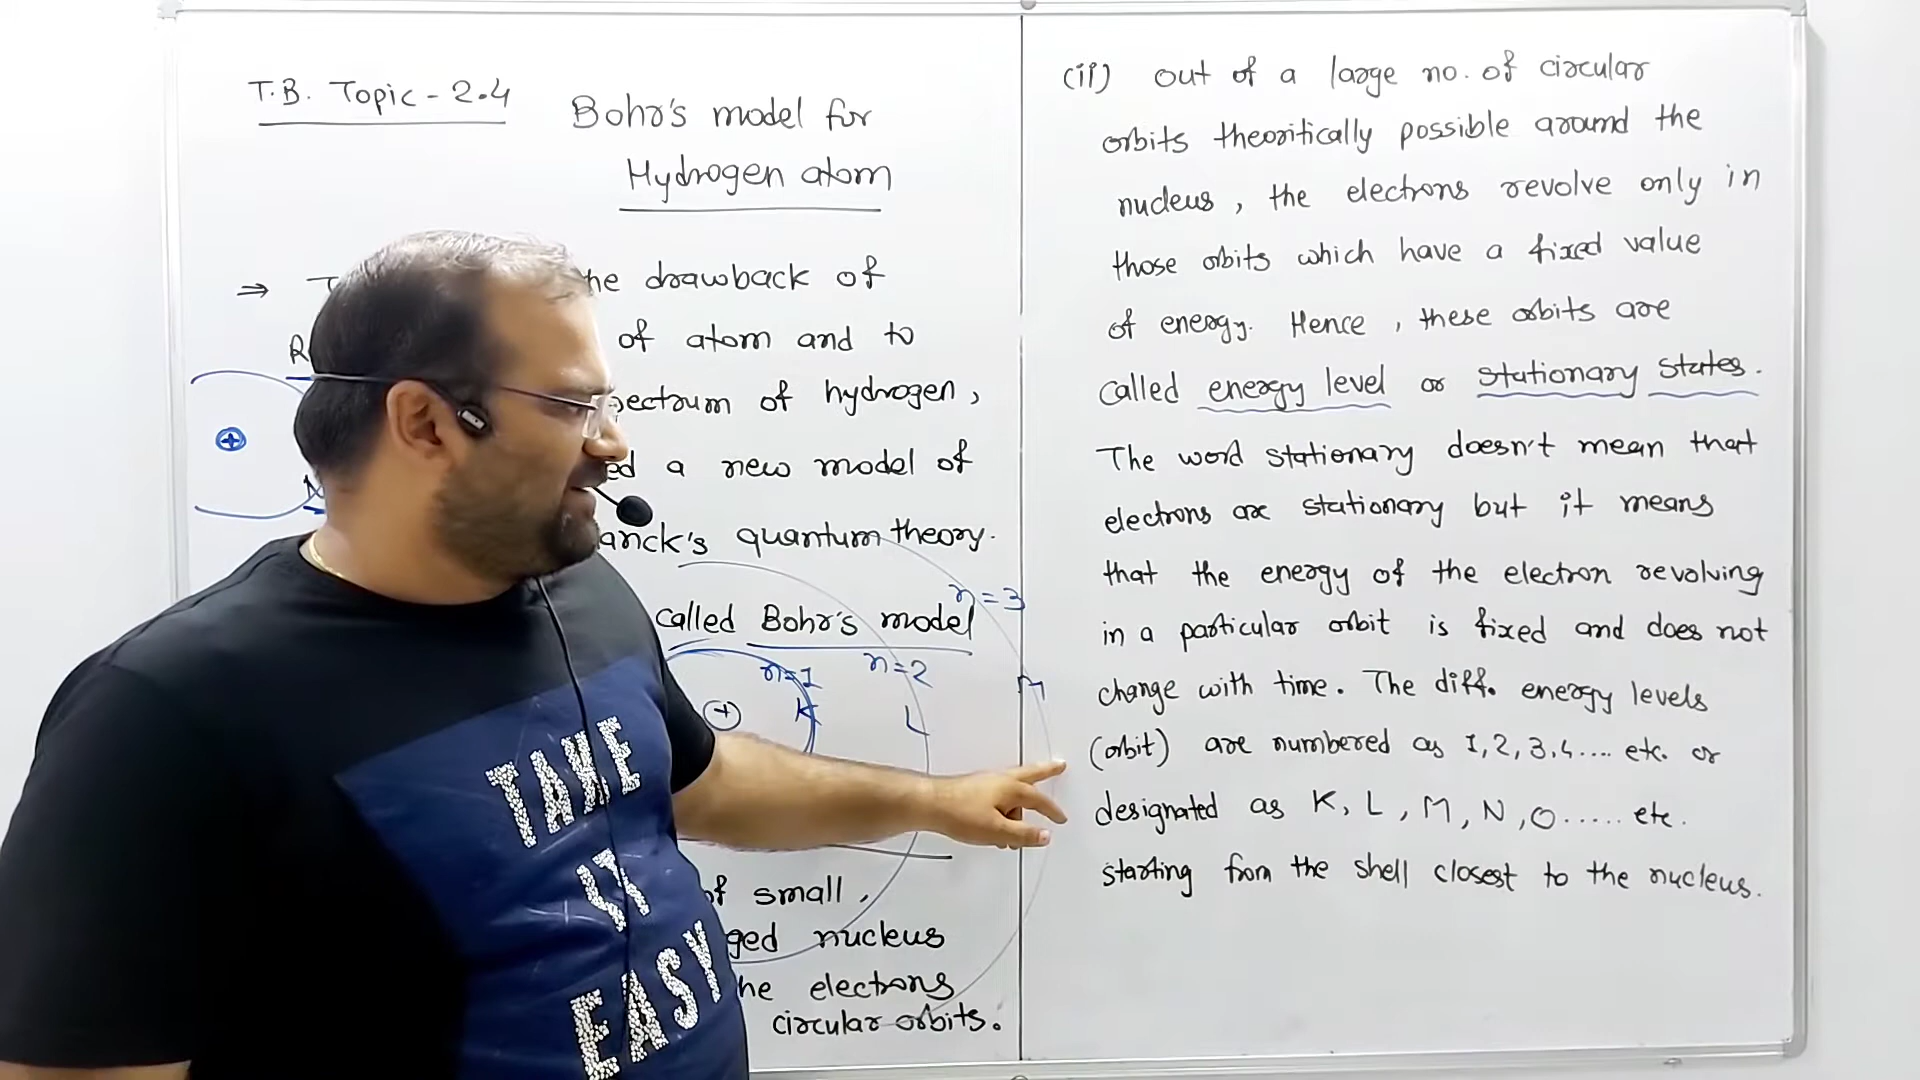 T.B. Topic - 2.4
Bohr's model for
Hydrogen atom
⇒ drawback of
of atom and to
of hydrogen,
a new model of
quantum theory.
called Bohr's model
n=1 n=2 n=3
+ K L M
+
of small,
nucleus
electrons
circular orbits.
(ii) out of a large no. of circular
orbits theoritically possible around the
nucleus, the electrons revolve only in
those orbits which have a fixed value
of energy. Hence, these orbits are
called energy level or stationary states.
The word stationary doesn't mean that
electrons are stationary but it means
that the energy of the electron revolving
in a particular orbit is fixed and does not
change with time. The diff. energy levels
(orbit) are numbered as 1,2,3,4.... etc. or
designated as K, L, M, N, O..... etc.
starting from the shell closest to the nucleus.
TAKE
IT
EASY